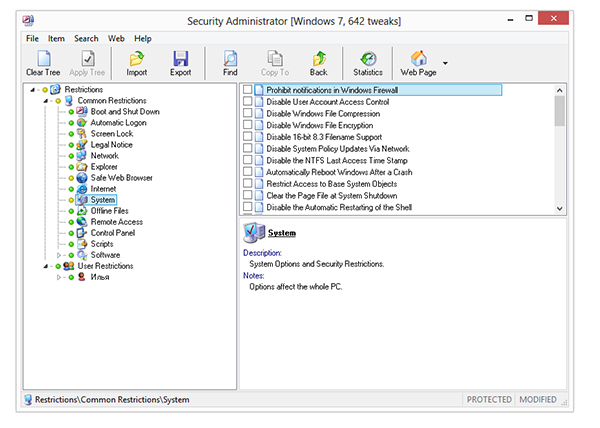 Security Administrator [Windows 7, 642 tweaks]
File Item Search Web Help
Clear Tree Apply Tree Import Export Find Copy To Back Statistics Web Page
Restrictions
Common Restrictions
Boot and Shut Down
Automatic Logon
Screen Lock
Legal Notice
Network
Explorer
Safe Web Browser
Internet
System
Offline Files
Remote Access
Control Panel
Scripts
Software
User Restrictions
Илья
Prohibit notifications in Windows Firewall
Disable User Account Access Control
Disable Windows File Compression
Disable Windows File Encryption
Disable 16-bit 8.3 Filename Support
Disable System Policy Updates Via Network
Disable the NTFS Last Access Time Stamp
Automatically Reboot Windows After a Crash
Restrict Access to Base System Objects
Clear the Page File at System Shutdown
Disable the Automatic Restarting of the Shell
System
Description:
System Options and Security Restrictions.
Notes:
Options affect the whole PC.
Restrictions\Common Restrictions\System PROTECTED MODIFIED